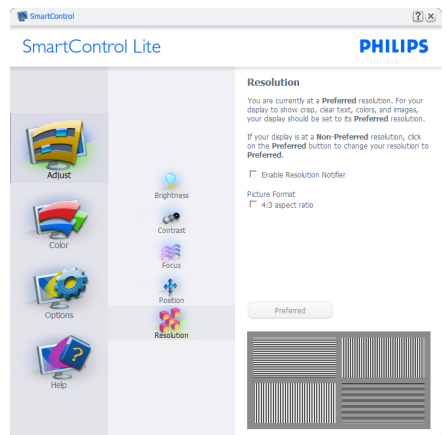 SmartControl
SmartControl Lite
PHILIPS
Adjust
Color
Options
Help
Brightness
Contrast
Focus
Position
Resolution
Resolution
You are currently at a Preferred resolution. For your
display to show crisp, clear text, colors, and images,
your display should be set to its Preferred resolution.
If your display is at a Non-Preferred resolution, click
on the Preferred button to change your resolution to
Preferred.
Enable Resolution Notifier
Picture Format
4:3 aspect ratio
Preferred